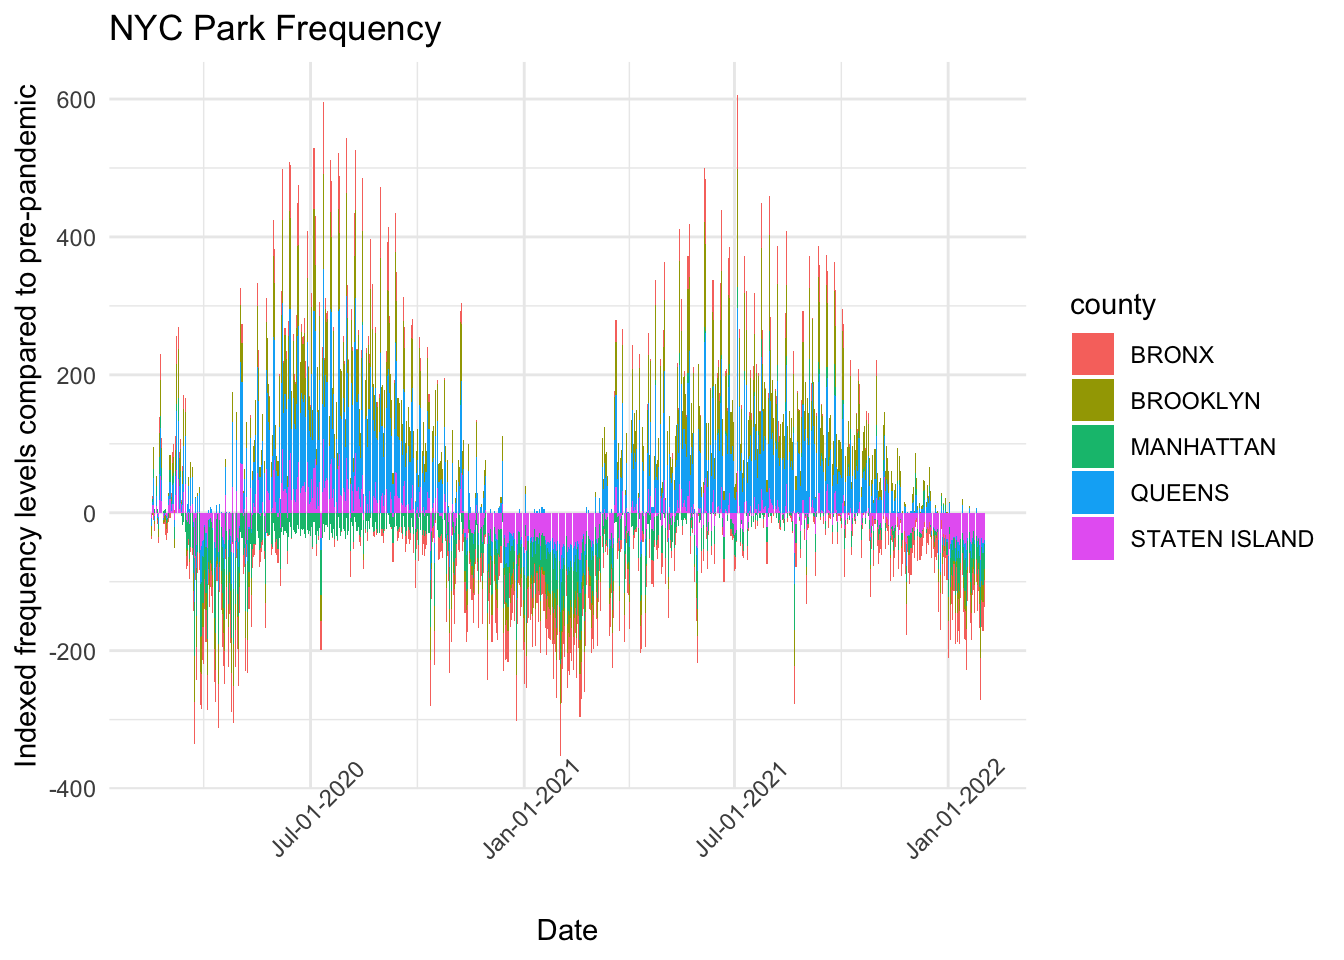 NYC Park Frequency
Indexed frequency levels compared to pre-pandemic
600
400
200
0
-200
-400
Jul-01-2020
Jan-01-2021
Jul-01-2021
Jan-01-2022
Date
county
BRONX
BROOKLYN
MANHATTAN
QUEENS
STATEN ISLAND